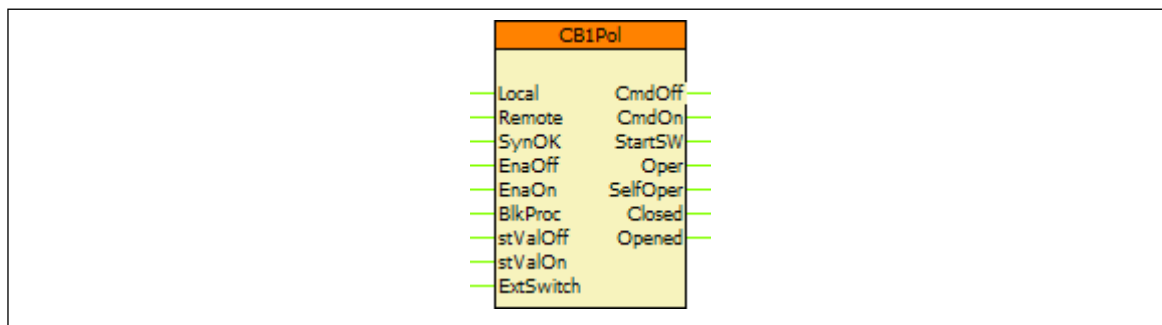 CB1Pol
Local CmdOff
Remote CmdOn
SynOK StartSW
EnaOff Oper
EnaOn SelfOper
BlkProc Closed
stValOff Opened
stValOn
ExtSwitch